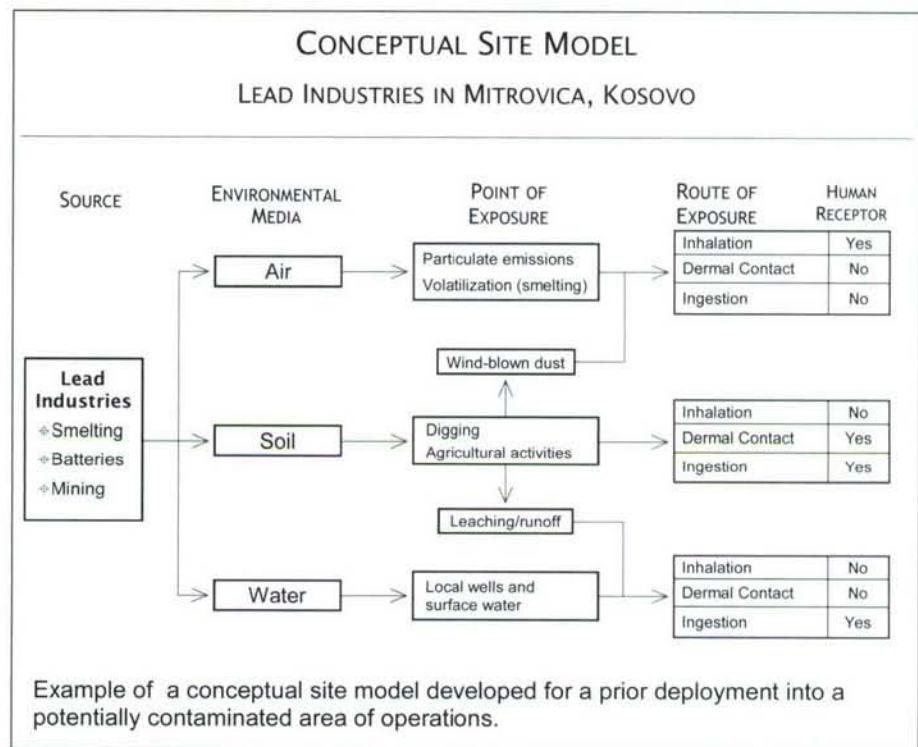 CONCEPTUAL SITE MODEL
LEAD INDUSTRIES IN MITROVICA, KOSOVO
SOURCE
ENVIRONMENTAL
MEDIA
POINT OF
EXPOSURE
ROUTE OF
EXPOSURE
HUMAN
RECEPTOR
Air
Particulate emissions
Volatilization (smelting)
Inhalation Yes
Dermal Contact No
Ingestion No
Wind-blown dust
Lead
Industries
Smelting
Batteries
Mining
Soil
Digging
Agricultural activities
Inhalation No
Dermal Contact Yes
Ingestion Yes
Leaching/runoff
Water
Local wells and
surface water
Inhalation No
Dermal Contact No
Ingestion Yes
Example of a conceptual site model developed for a prior deployment into a
potentially contaminated area of operations.